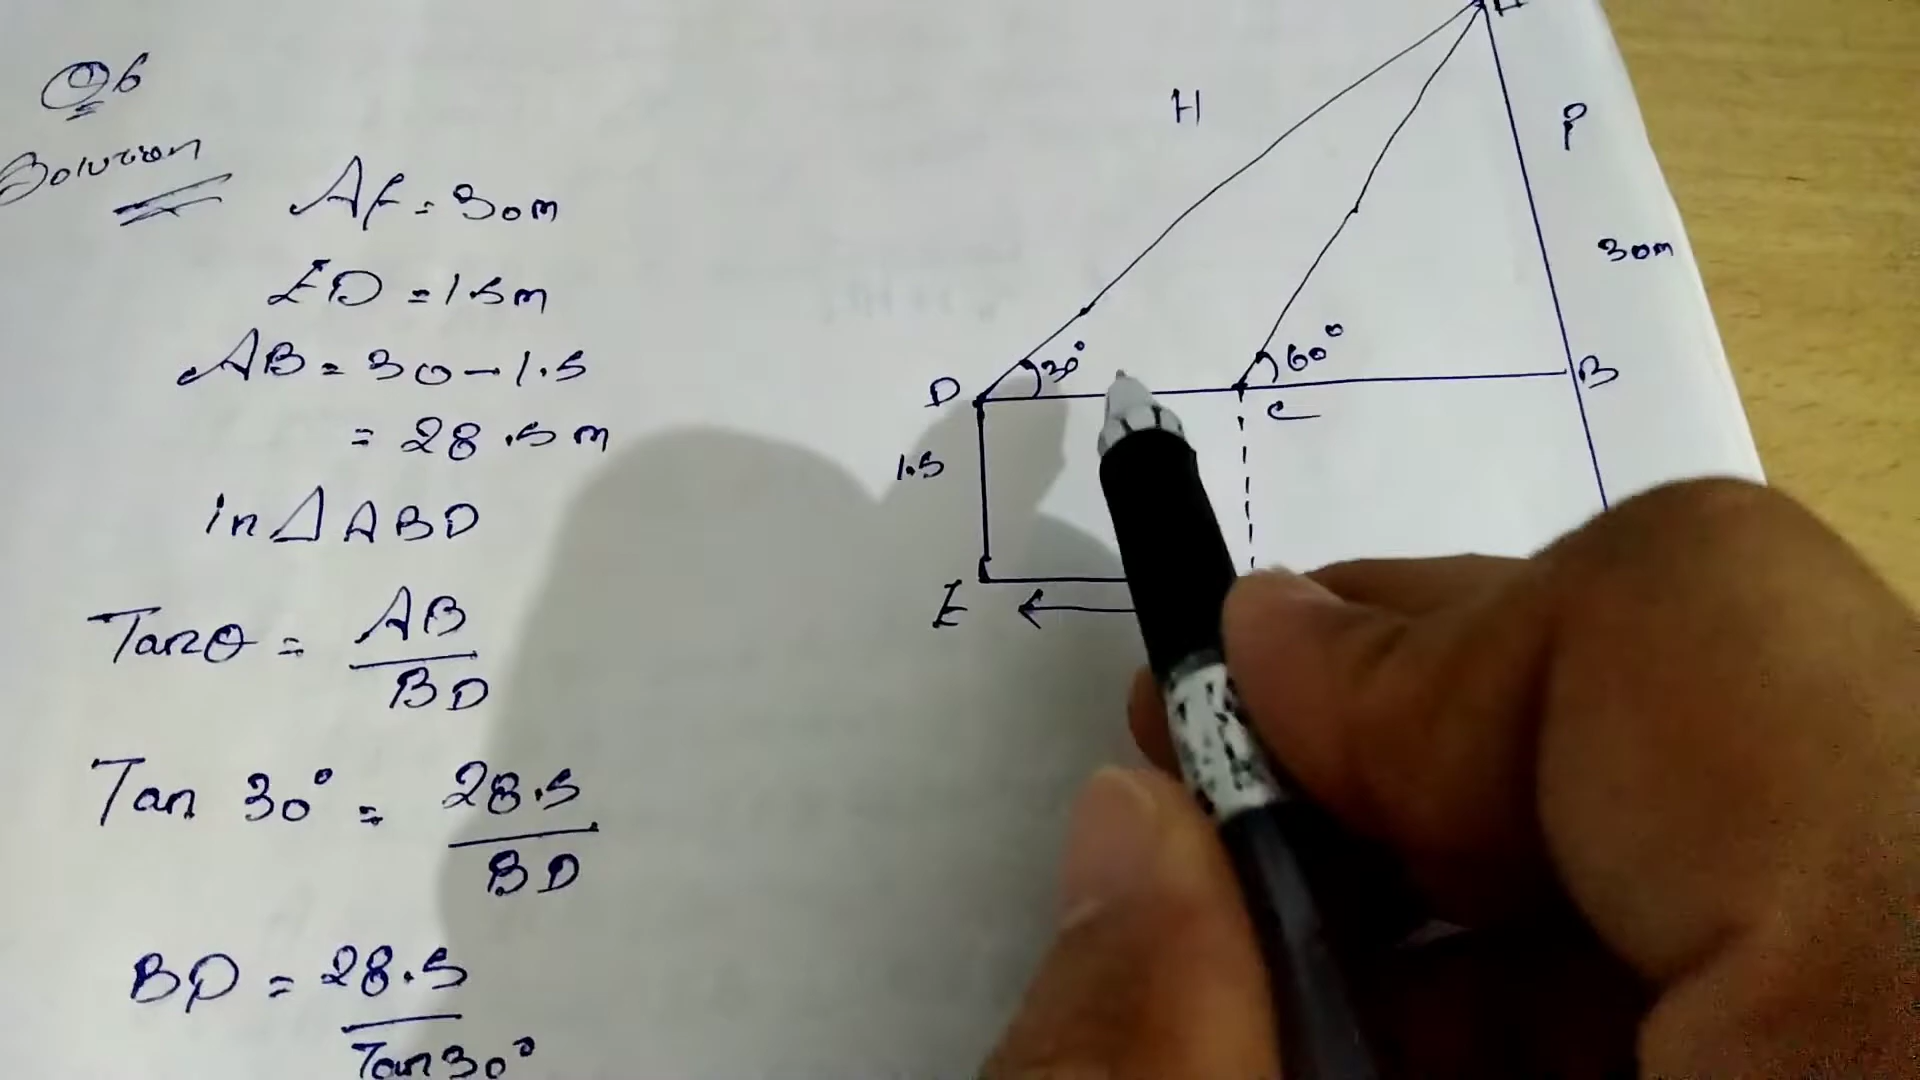 Q6
Solution
AF = 30m
ED = 1.5m
AB = 30 - 1.5
= 28.5m
in △ ABD
Tanθ = AB / BD
Tan 30° = 28.5 / BD
BD = 28.5 / Tan30°
H
P
30m
30°
60°
D
C
B
1.5
E